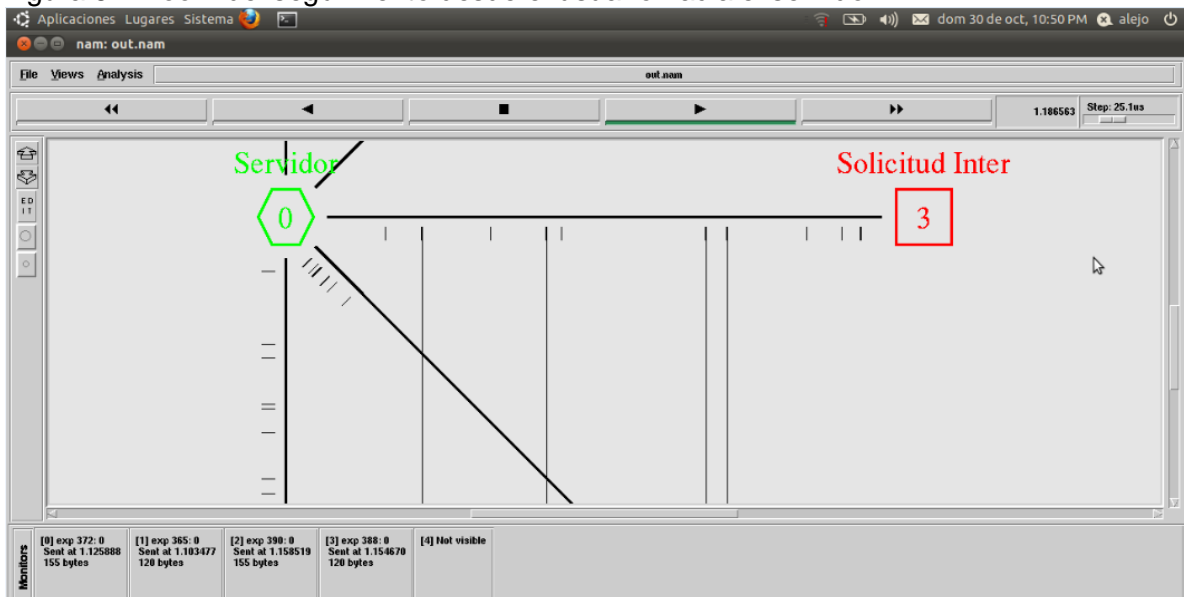 Aplicaciones Lugares Sistema
dom 30 de oct, 10:50 PM alejo
nam: out.nam
File Views Analysis
out.nam
1.186563
Step: 25.1us
ED
IT
Servidor
Solicitud Inter
0
3
Monitors
[0] exp 372: 0
Sent at 1.125888
155 bytes
[1] exp 365: 0
Sent at 1.103477
120 bytes
[2] exp 390: 0
Sent at 1.158519
155 bytes
[3] exp 388: 0
Sent at 1.154670
120 bytes
[4] Not visible